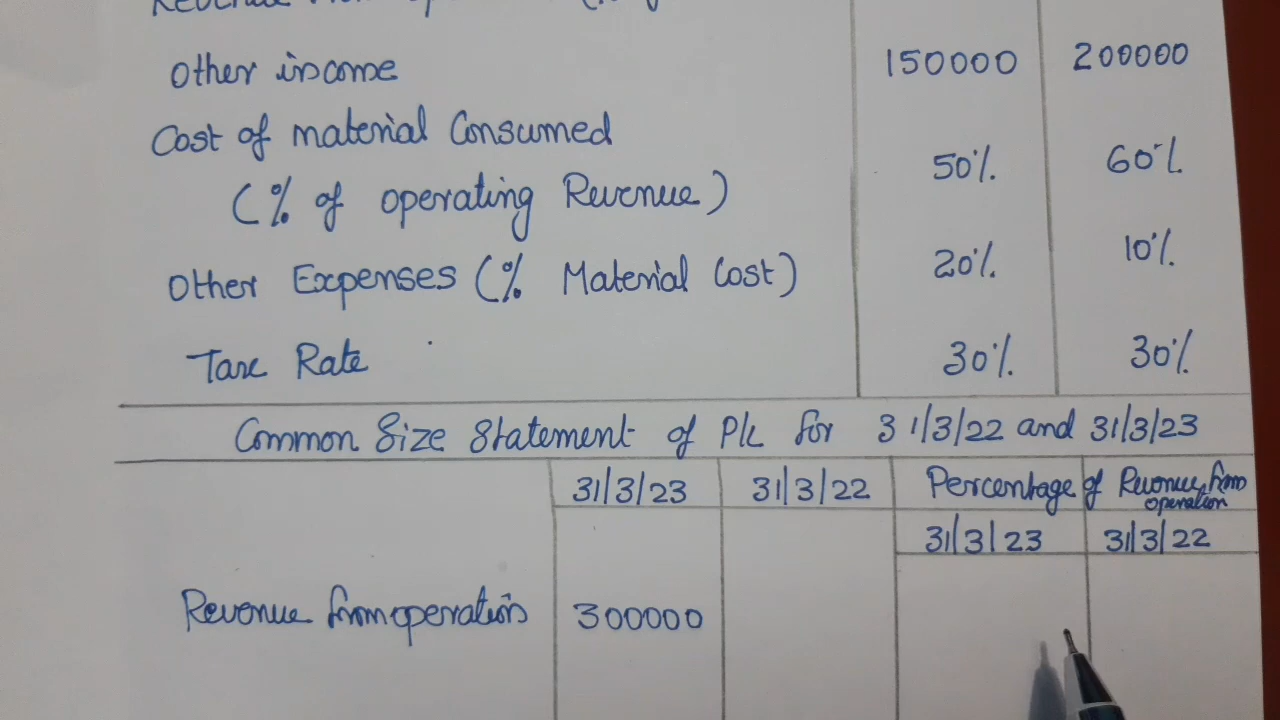 Other income 150000 200000
Cost of material Consumed
(% of operating Revenue) 50% 60%
Other Expenses (% Material Cost) 20% 10%
Tax Rate 30% 30%
Common Size Statement of P/L for 31/3/22 and 31/3/23
31/3/23 31/3/22 Percentage of Revenue from operation
31/3/23 31/3/22
Revenue from operation 300000